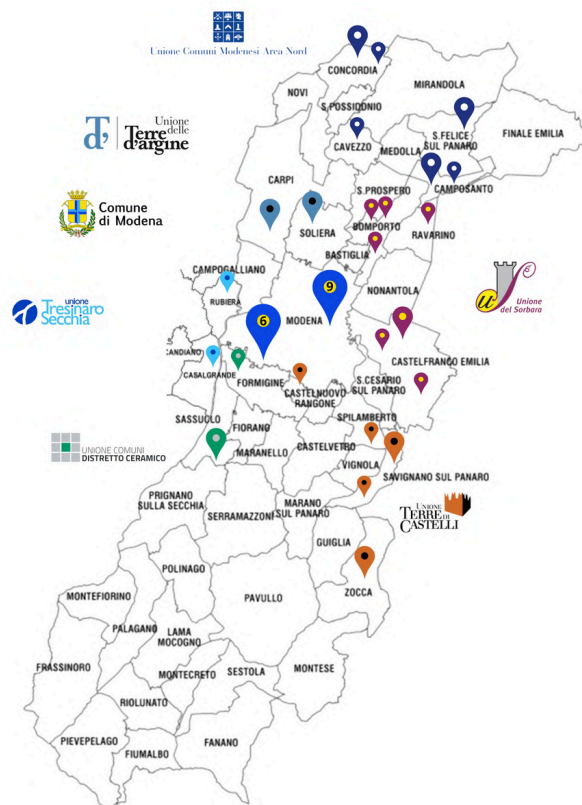 Unione Comuni Modenesi Area Nord
CONCORDIA
MIRANDOLA
NOVI
S.POSSIDONIO
Unione
delle
Terre
d'argine
S.FELICE
SUL PANARO
FINALE EMILIA
CAVEZZO
MEDOLLA
CARPI
S.PROSPERO
CAMPOSANTO
Comune
di Modena
SOLIERA
BOMPORTO
RAVARINO
BASTIGLIA
CAMPOGALLIANO
NONANTOLA
Unione
del Sorbara
unione
Tresinaro
Secchia
RUBIERA
9
6
MODENA
CANDIANO
CASALGRANDE
CASTELFRANCO EMILIA
FORMIGINE
CASTELNUOVO
RANGONE
S.CESARIO
SUL PANARO
SASSUOLO
SPILAMBERTO
FIORANO
UNIONE COMUNI
DISTRETTO CERAMICO
MARANELLO
CASTELVETRO
VIGNOLA
SAVIGNANO SUL PANARO
PRIGNANO
SULLA SECCHIA
SERRAMAZZONI
MARANO
SUL PANARO
UNIONE
TERRE DI
CASTELLI
GUIGLIA
POLINAGO
ZOCCA
MONTEFIORINO
PAVULLO
PALAGANO
LAMA
MOCOGNO
FRASSINORO
MONTECRETO
SESTOLA
MONTESE
RIOLUNATO
PIEVEPELAGO
FIUMALBO
FANANO